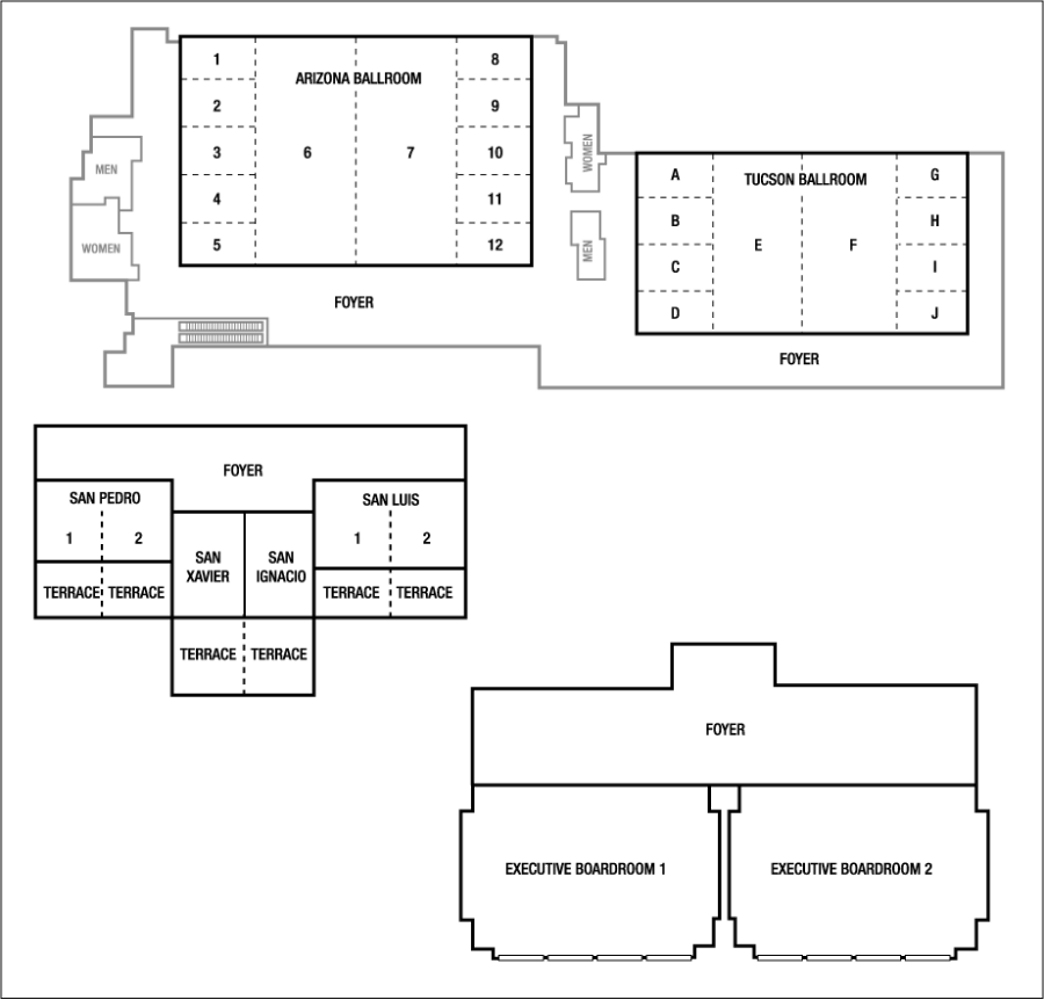 1
8
ARIZONA BALLROOM
2
9
3
6
7
10
4
11
5
12
MEN
WOMEN
WOMEN
MEN
FOYER
A
TUCSON BALLROOM
G
B
H
E
F
C
I
D
J
FOYER
FOYER
SAN PEDRO
1
2
SAN LUIS
1
2
SAN
XAVIER
SAN
IGNACIO
TERRACE
TERRACE
TERRACE
TERRACE
TERRACE
TERRACE
FOYER
EXECUTIVE BOARDROOM 1
EXECUTIVE BOARDROOM 2